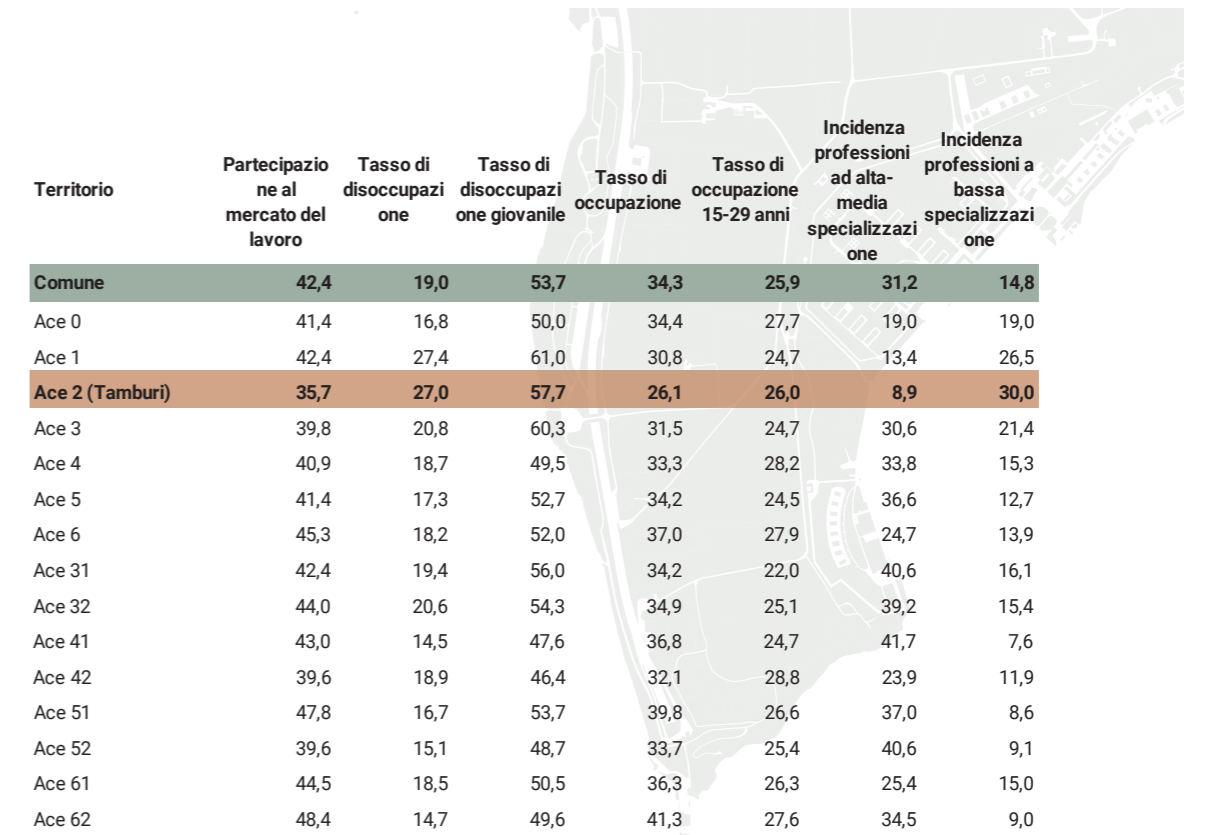 Territorio Partecipazio Tasso di Tasso di Tasso di Tasso di Incidenza Incidenza
ne al disoccupazi disoccupazi occupazione occupazione professioni professioni a
mercato del one one giovanile 15-29 anni ad alta- bassa
lavoro media specializzazi
specializzazi one
one
Comune 42,4 19,0 53,7 34,3 25,9 31,2 14,8
Ace 0 41,4 16,8 50,0 34,4 27,7 19,0 19,0
Ace 1 42,4 27,4 61,0 30,8 24,7 13,4 26,5
Ace 2 (Tamburi) 35,7 27,0 57,7 26,1 26,0 8,9 30,0
Ace 3 39,8 20,8 60,3 31,5 24,7 30,6 21,4
Ace 4 40,9 18,7 49,5 33,3 28,2 33,8 15,3
Ace 5 41,4 17,3 52,7 34,2 24,5 36,6 12,7
Ace 6 45,3 18,2 52,0 37,0 27,9 24,7 13,9
Ace 31 42,4 19,4 56,0 34,2 22,0 40,6 16,1
Ace 32 44,0 20,6 54,3 34,9 25,1 39,2 15,4
Ace 41 43,0 14,5 47,6 36,8 24,7 41,7 7,6
Ace 42 39,6 18,9 46,4 32,1 28,8 23,9 11,9
Ace 51 47,8 16,7 53,7 39,8 26,6 37,0 8,6
Ace 52 39,6 15,1 48,7 33,7 25,4 40,6 9,1
Ace 61 44,5 18,5 50,5 36,3 26,3 25,4 15,0
Ace 62 48,4 14,7 49,6 41,3 27,6 34,5 9,0